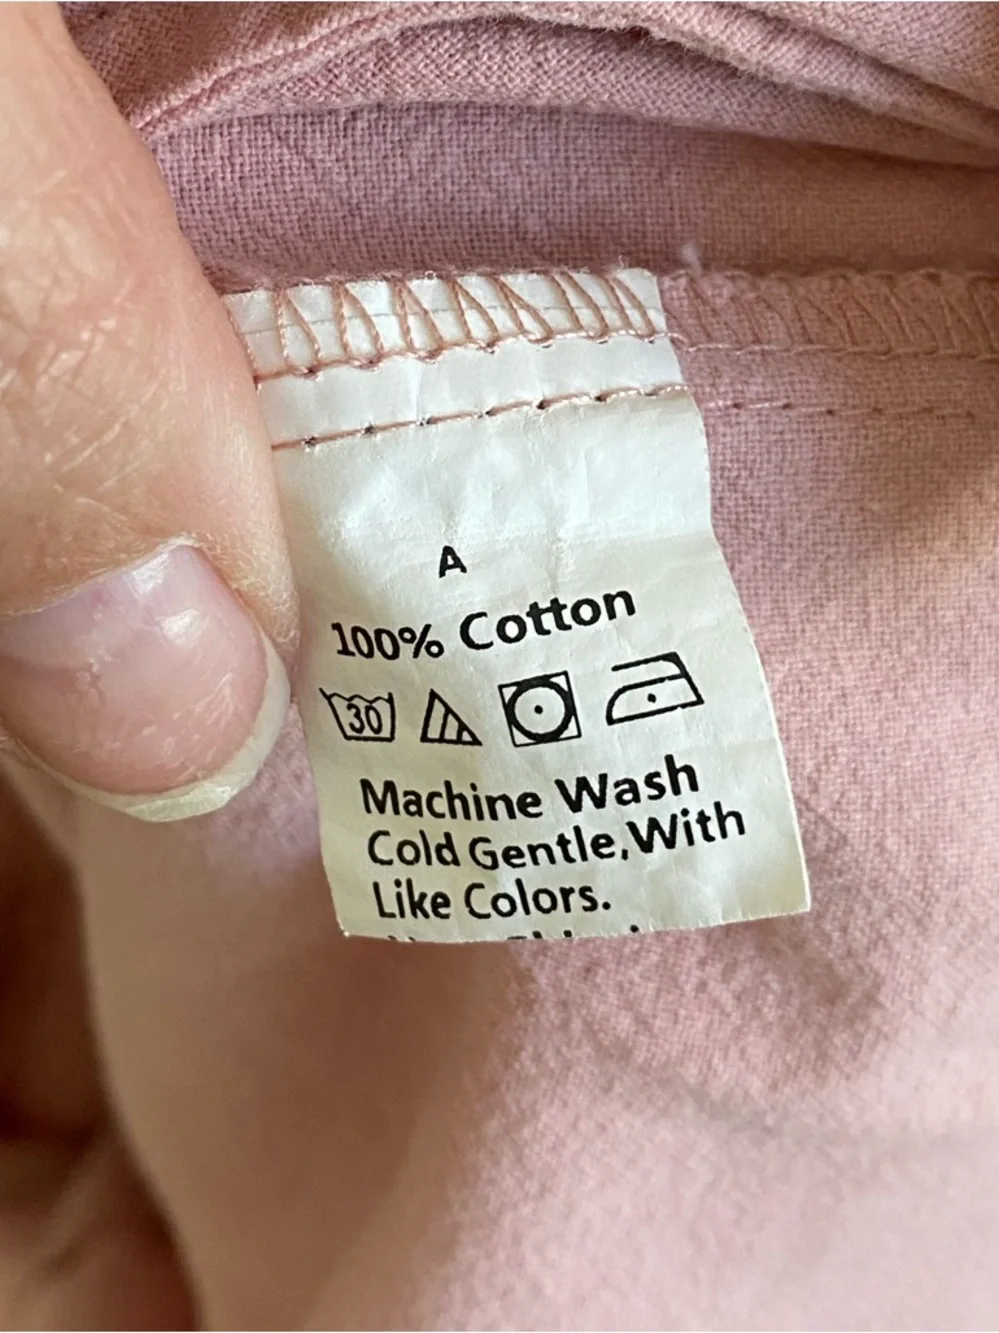 A
100% Cotton
30
Machine Wash
Cold Gentle,With
Like Colors.